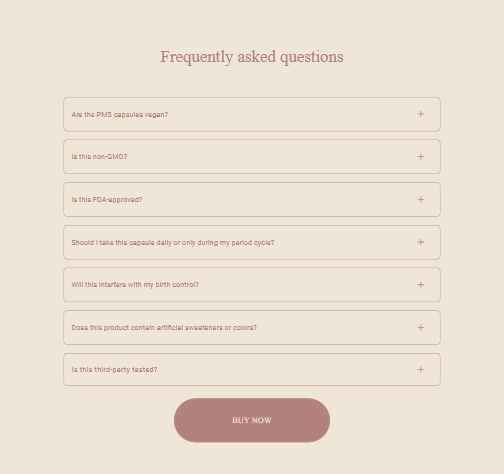 Frequently asked questions
Are the PMS capsules vegan?
Is this non-GMO?
Is this FDA-approved?
Should I take this capsule daily or only during my period cycle?
Will this interfere with my birth control?
Does this product contain artificial sweeteners or colors?
Is this third-party tested?
BUY NOW